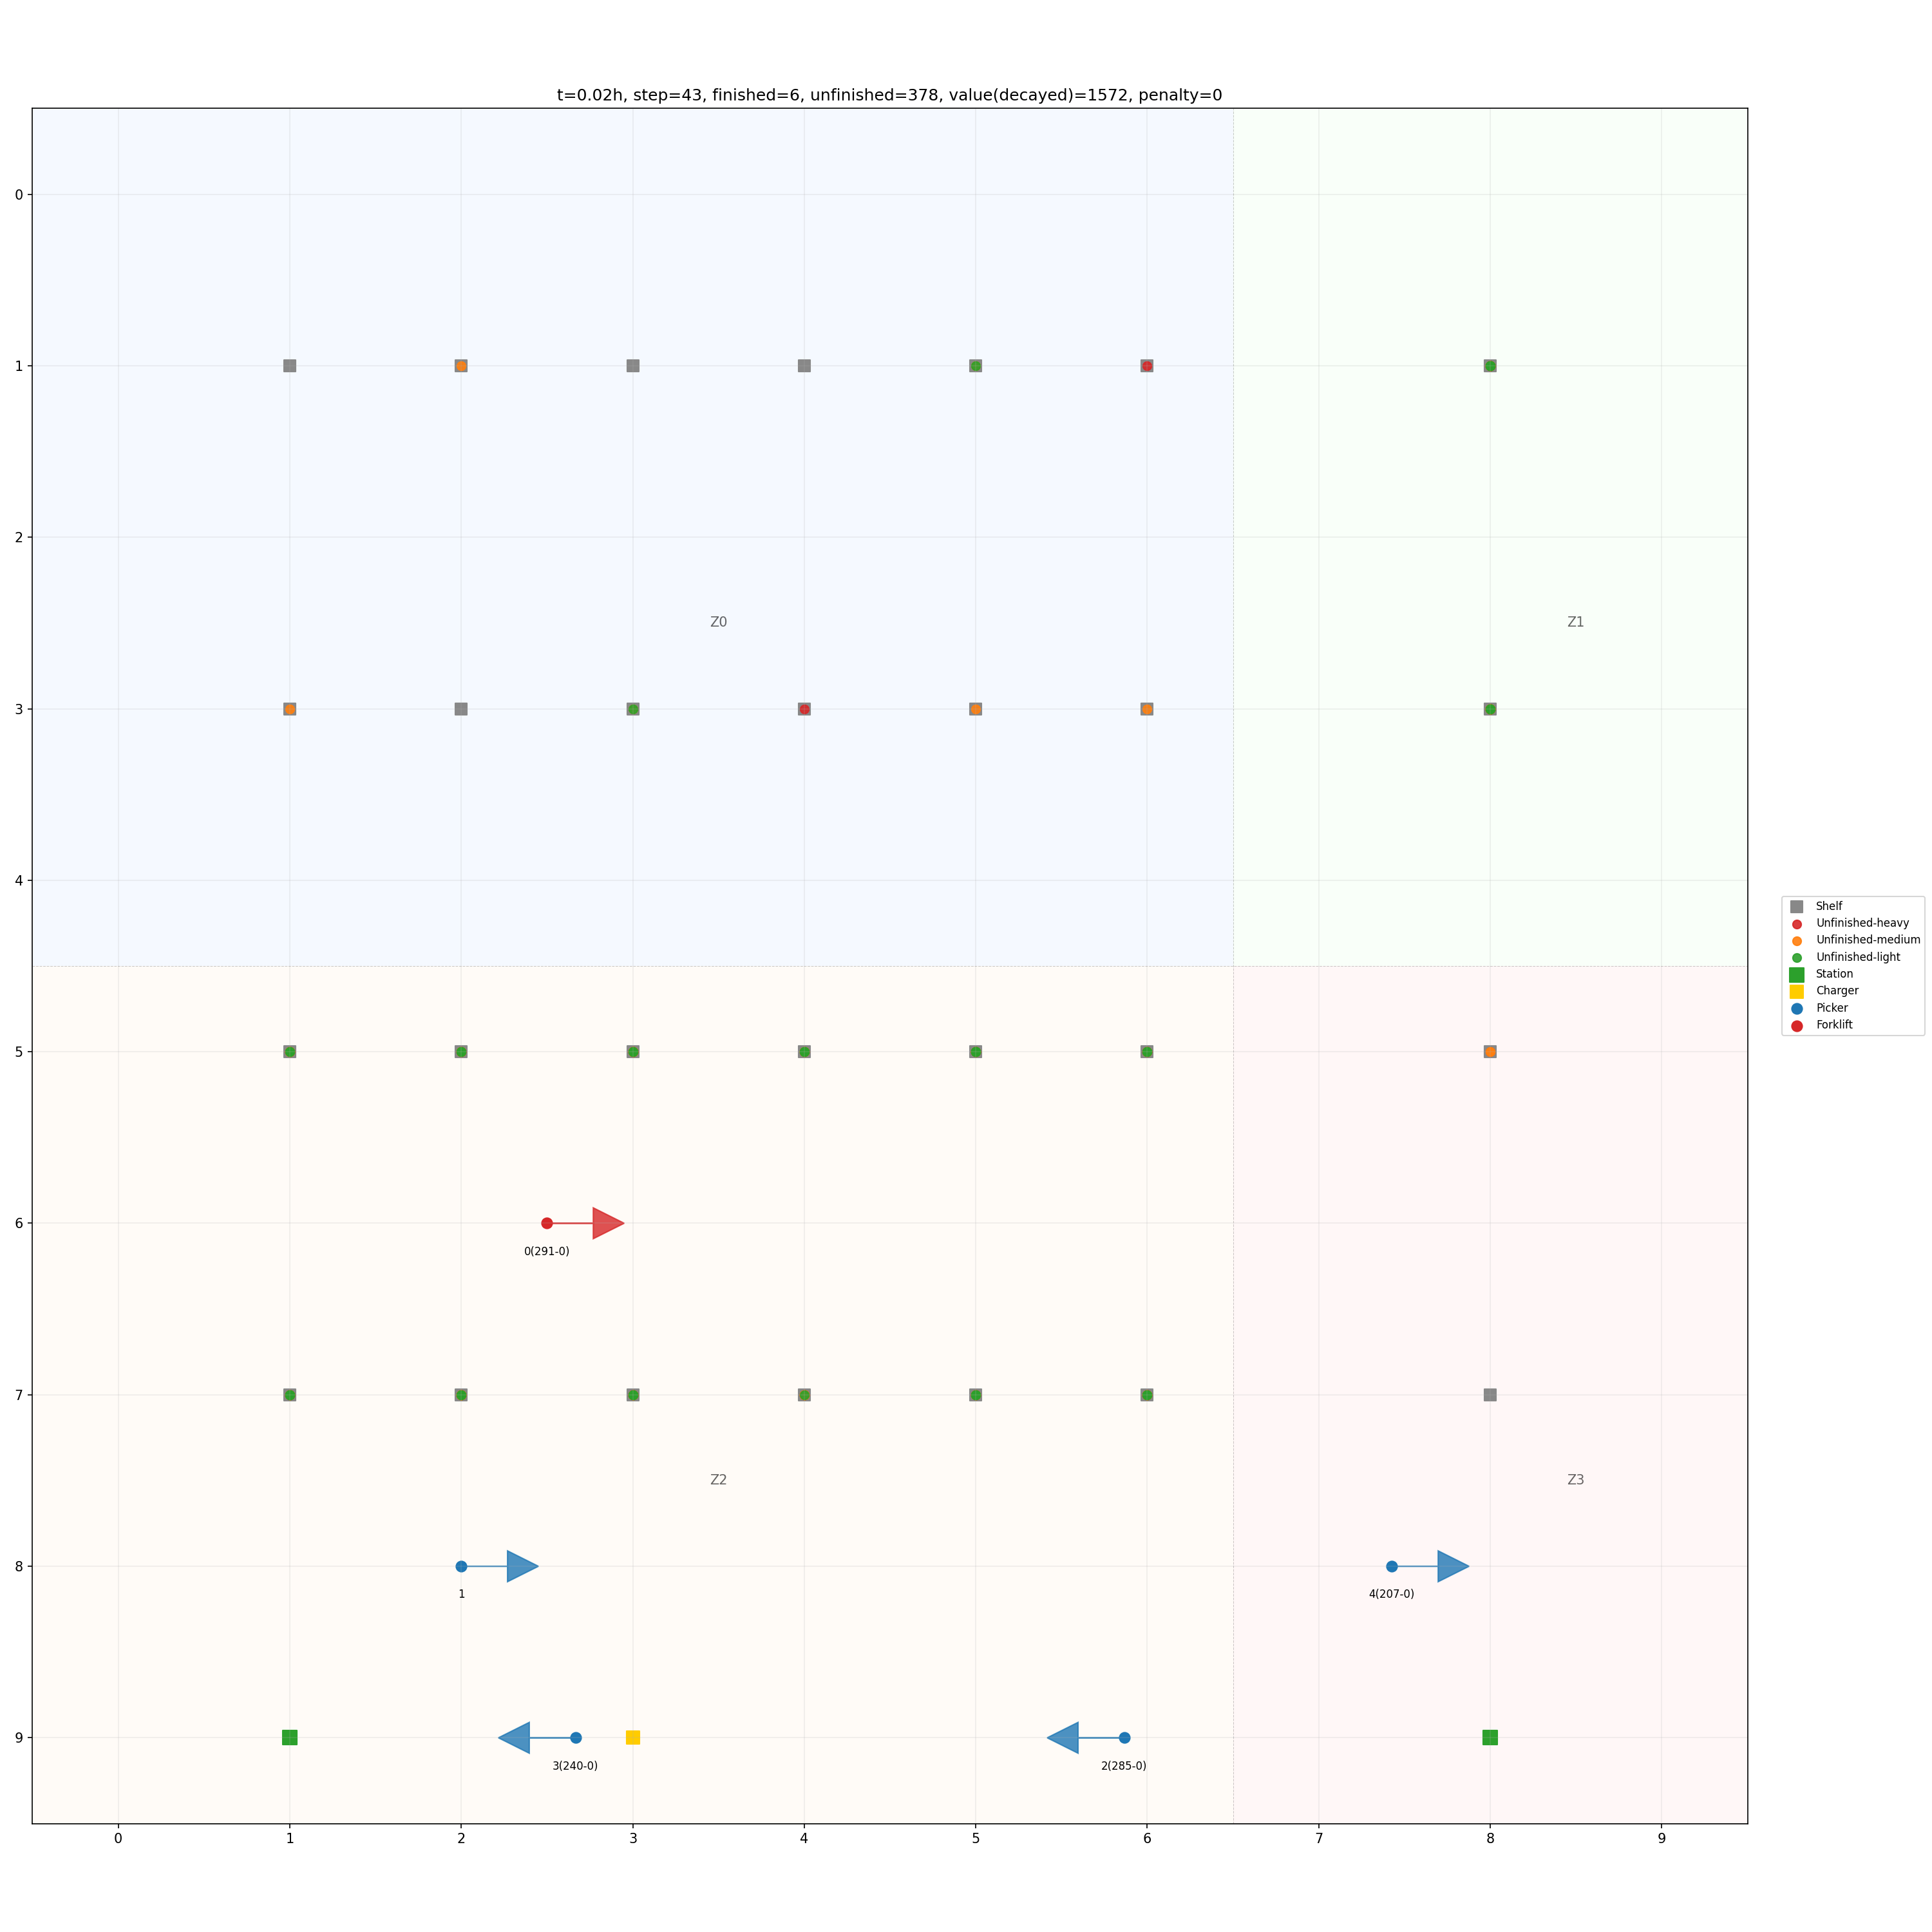 t=0.02h, step=43, finished=6, unfinished=378, value(decayed)=1572, penalty=0
0
1
2
Z0
Z1
3
4
Shelf
Unfinished-heavy
Unfinished-medium
Unfinished-light
Station
Charger
Picker
Forklift
5
6
0(291-0)
7
Z2
Z3
8
1
4(207-0)
9
3(240-0)
2(285-0)
0 1 2 3 4 5 6 7 8 9